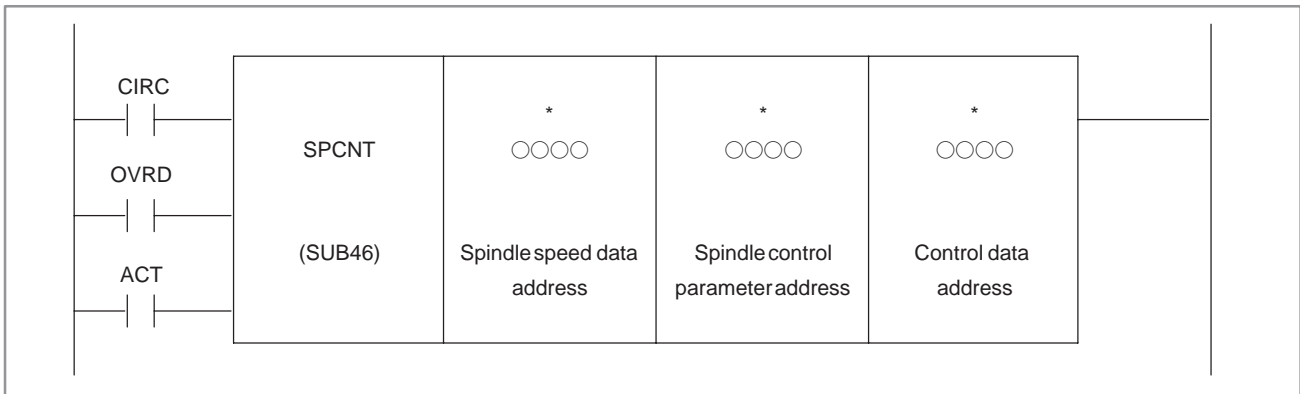 CIRC
OVRD
ACT
SPCNT
(SUB46)
*
○○○○
Spindle speed data
address
*
○○○○
Spindle control
parameter address
*
○○○○
Control data
address